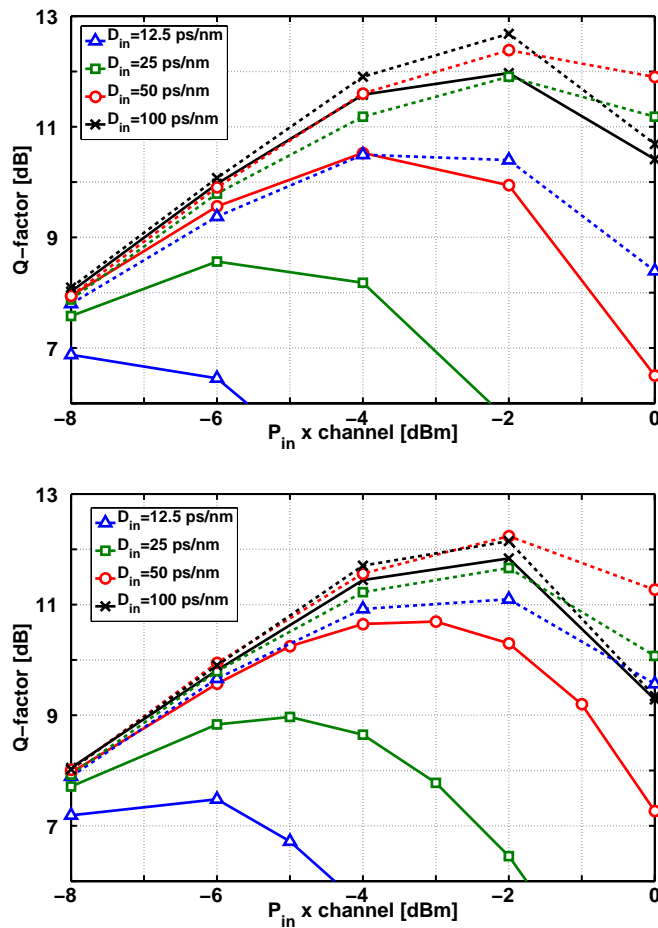 13
11
9
7
Q-factor [dB]
D_in=12.5 ps/nm
D_in=25 ps/nm
D_in=50 ps/nm
D_in=100 ps/nm
−8 −6 −4 −2 0
P_in x channel [dBm]
13
11
9
7
Q-factor [dB]
D_in=12.5 ps/nm
D_in=25 ps/nm
D_in=50 ps/nm
D_in=100 ps/nm
−8 −6 −4 −2 0
P_in x channel [dBm]